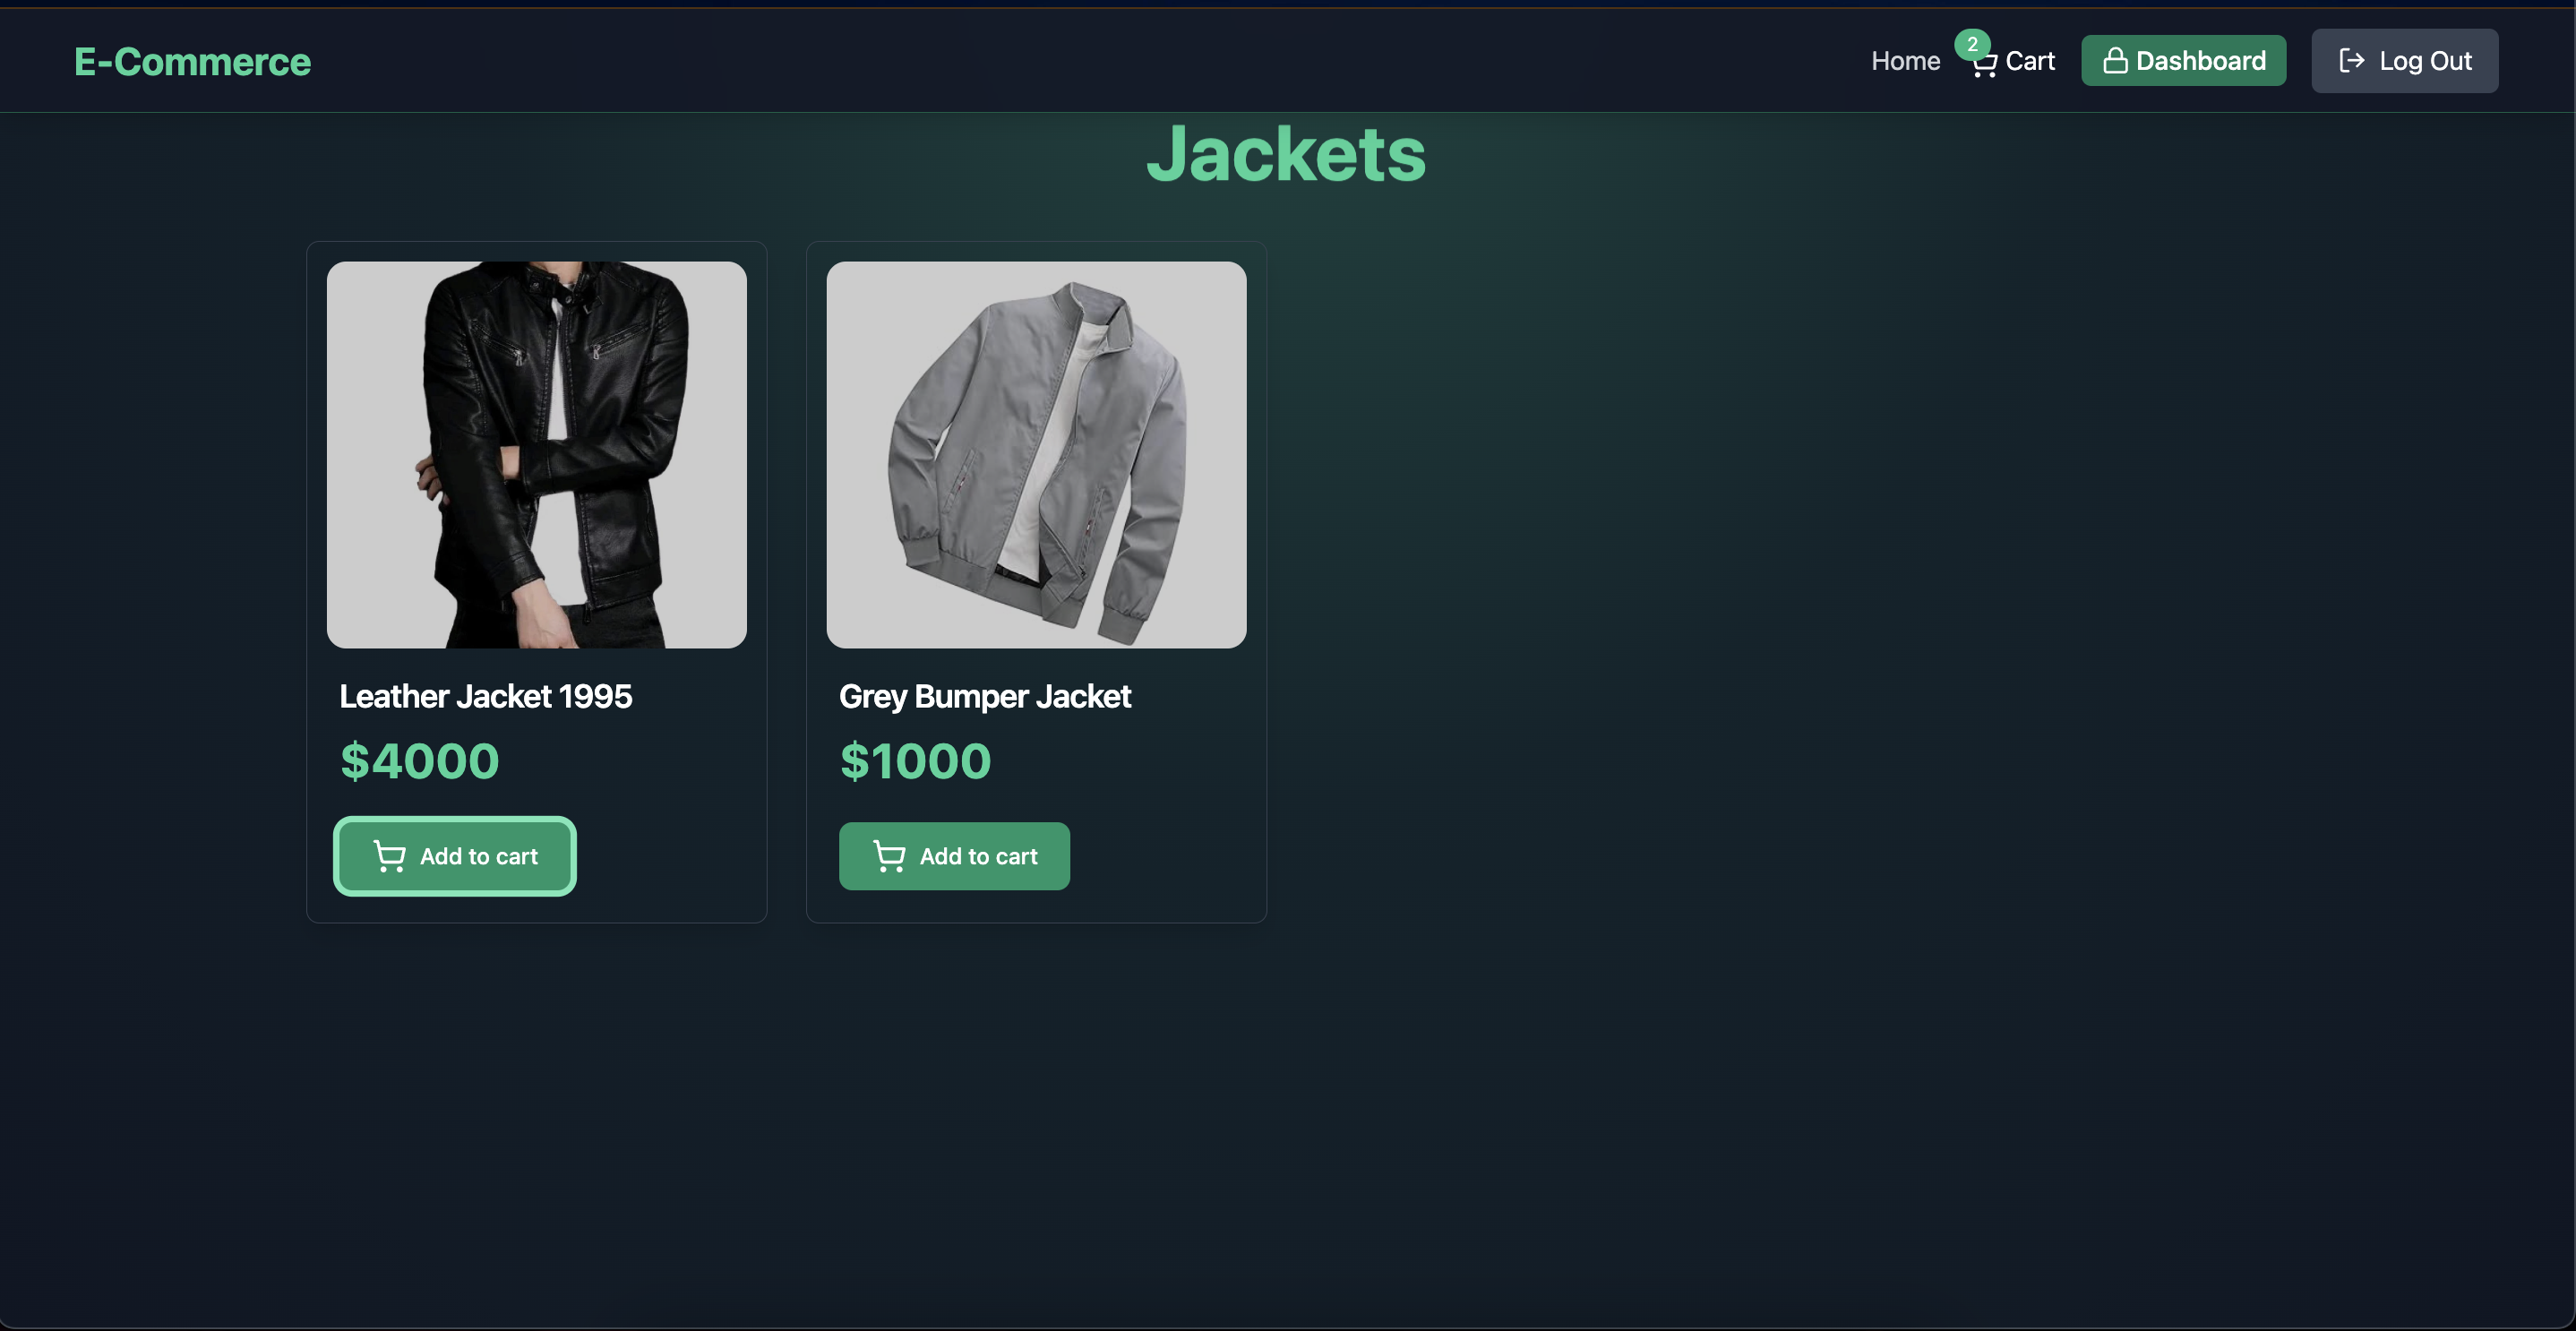 E-Commerce
Home 2 Cart Dashboard Log Out
Jackets
Leather Jacket 1995
$4000
Add to cart
Grey Bumper Jacket
$1000
Add to cart